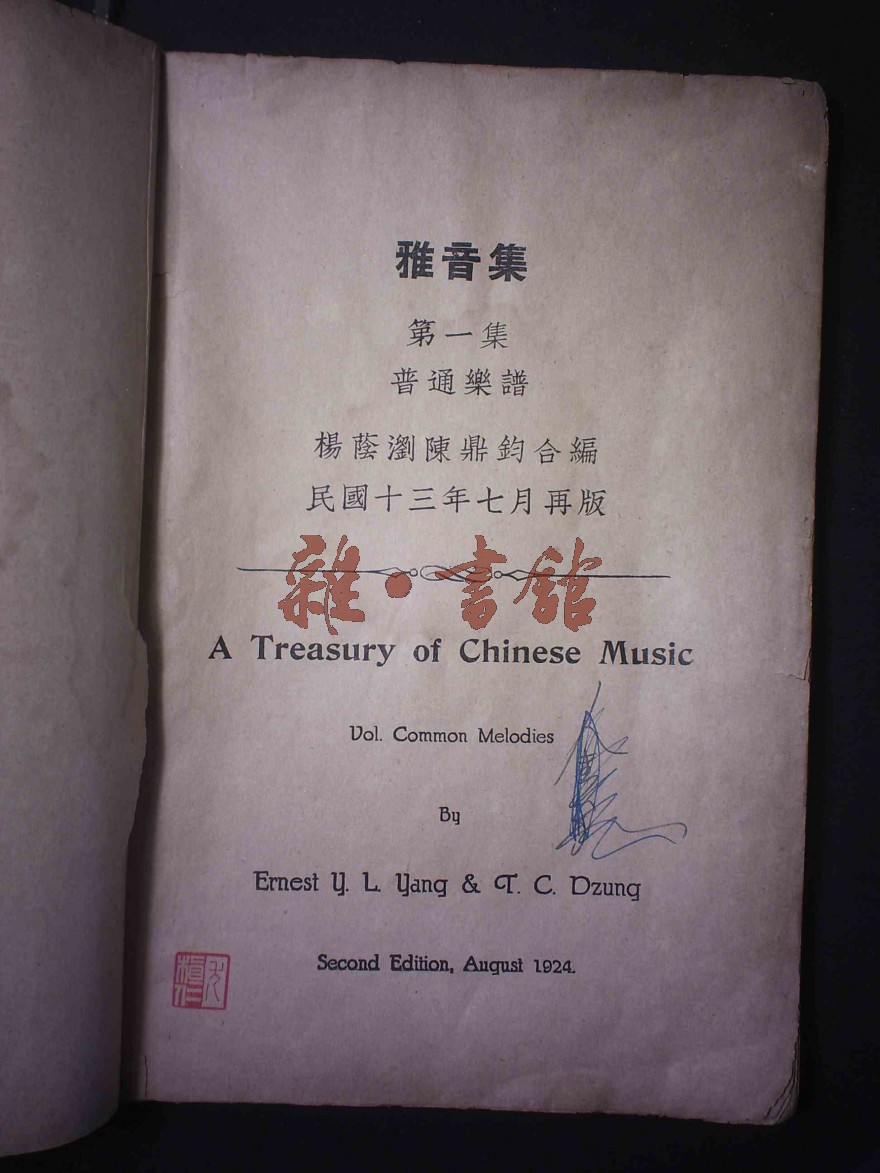 雅音集
第一集
普通樂譜
楊蔭瀏陳鼎鈞合編
民國十三年七月再版
雜·書館
A Treasury of Chinese Music
Vol. Common Melodies
By
Ernest Y. L. Yang & T. C. Dzung
Second Edition, August 1924.